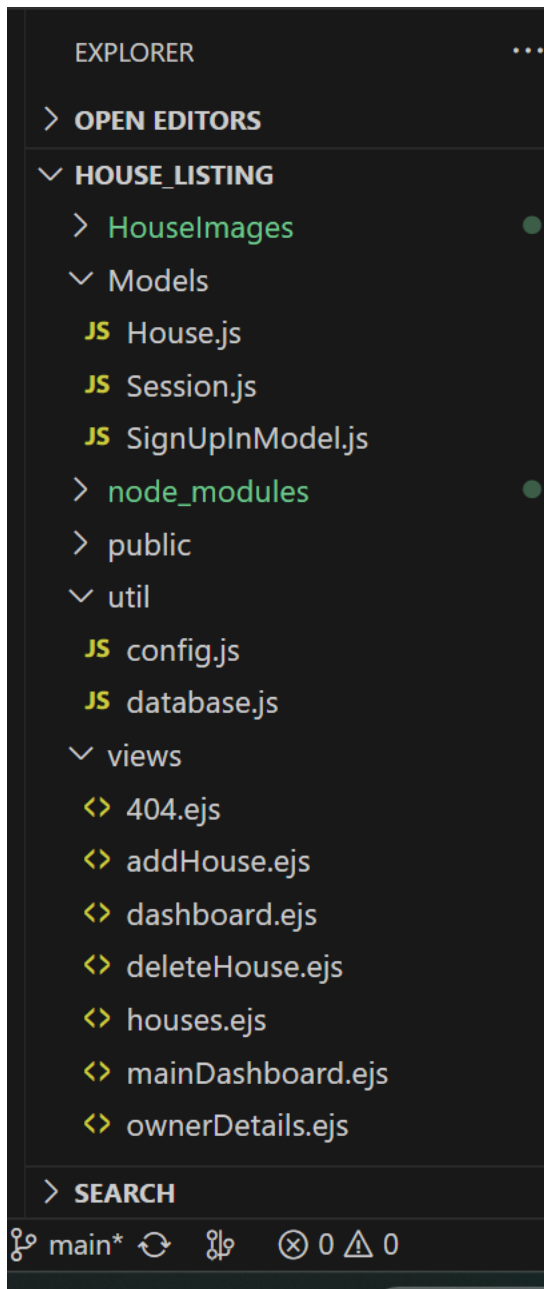 EXPLORER ...
OPEN EDITORS
HOUSE_LISTING
HouseImages
Models
JS House.js
JS Session.js
JS SignUpInModel.js
node_modules
public
util
JS config.js
JS database.js
views
<> 404.ejs
<> addHouse.ejs
<> dashboard.ejs
<> deleteHouse.ejs
<> houses.ejs
<> mainDashboard.ejs
<> ownerDetails.ejs
SEARCH
main* 0 0